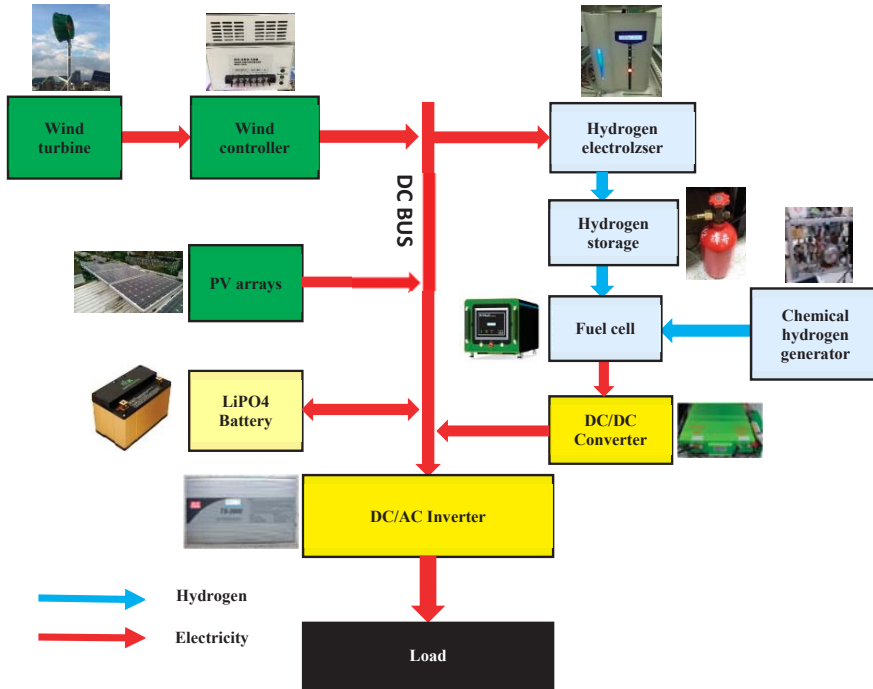 Wind
turbine
Wind
controller
Hydrogen
electrolzser
DC BUS
Hydrogen
storage
PV arrays
Fuel cell
Chemical
hydrogen
generator
LiPO4
Battery
DC/DC
Converter
DC/AC Inverter
Hydrogen
Electricity
Load